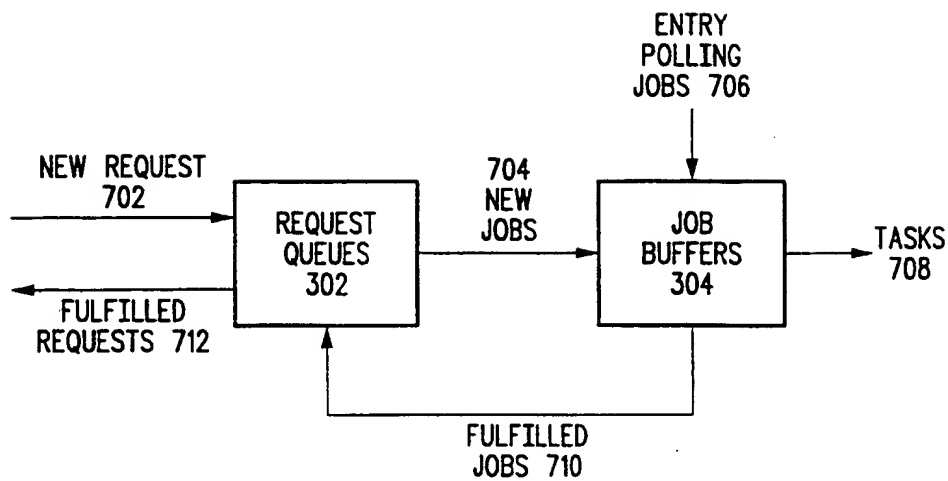 ENTRY
POLLING
JOBS 706
NEW REQUEST
702
REQUEST
QUEUES
302
704
NEW
JOBS
JOB
BUFFERS
304
TASKS
708
FULFILLED
REQUESTS 712
FULFILLED
JOBS 710